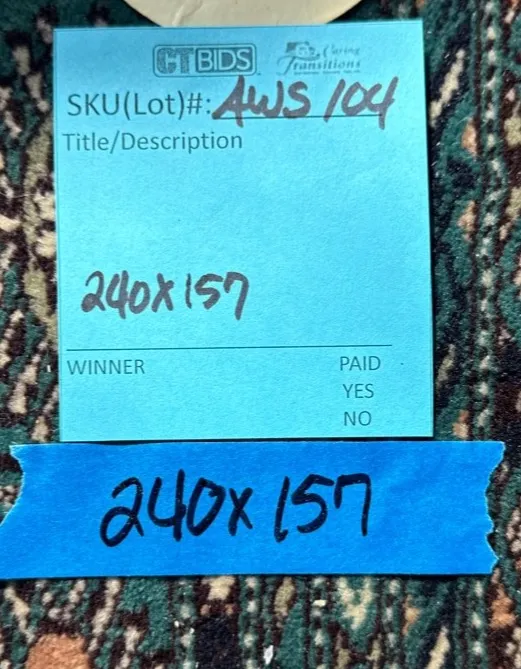 CTBIDS Caring Transitions
SKU(Lot)#: AWS 104
Title/Description
240X157
WINNER PAID
YES
NO
240x157